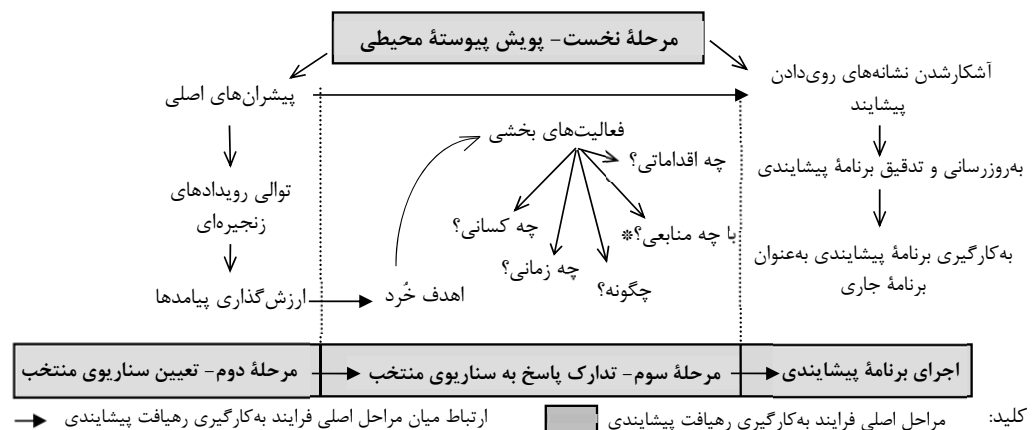 مرحلهٔ نخست- پویش پیوستهٔ محیطی
آشکارشدن نشانه‌های روی‌دادن
پیشایند
به‌روزرسانی و تدقیق برنامهٔ پیشایندی
به‌کارگیری برنامهٔ پیشایندی به‌عنوان
برنامهٔ جاری
پیشران‌های اصلی
توالی رویدادهای
زنجیره‌ای
ارزش‌گذاری پیامدها
اهدف خُرد
فعالیت‌های بخشی
چه اقداماتی؟
با چه منابعی؟*
چگونه؟
چه زمانی؟
چه کسانی؟
اجرای برنامهٔ پیشایندی
مرحلهٔ سوم- تدارک پاسخ به سناریوی منتخب
مرحلهٔ دوم- تعیین سناریوی منتخب
کلید: مراحل اصلی فرایند به‌کارگیری رهیافت پیشایندی ارتباط میان مراحل اصلی فرایند به‌کارگیری رهیافت پیشایندی